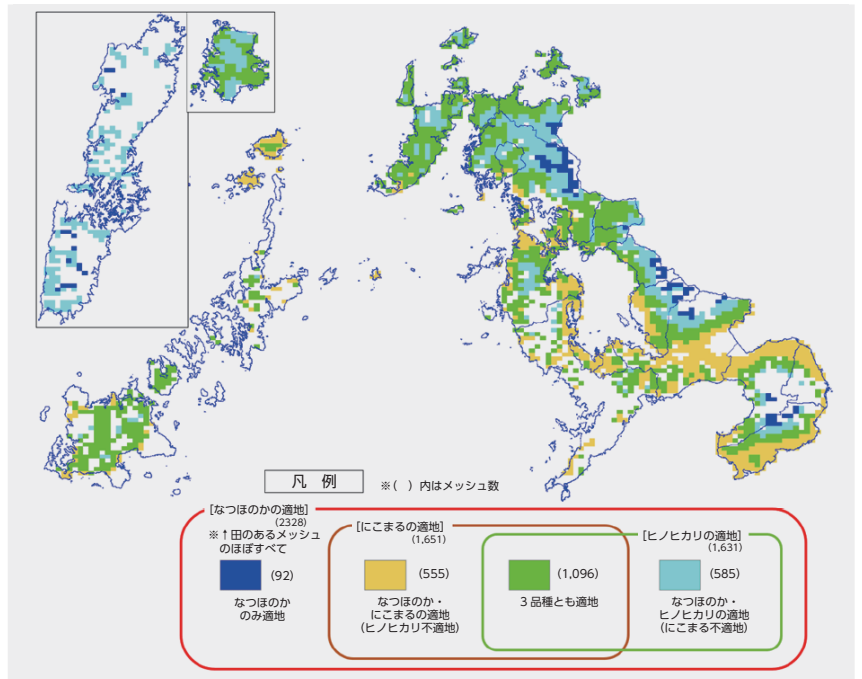 凡 例
※( )内はメッシュ数
[なつほのかの適地]
(2328)
※↑田のあるメッシュ
のほぼすべて
[にこまるの適地]
(1,651)
[ヒノヒカリの適地]
(1,631)
(92)
なつほのか
のみ適地
(555)
なつほのか・
にこまるの適地
(ヒノヒカリ不適地)
(1,096)
3品種とも適地
(585)
なつほのか・
ヒノヒカリの適地
(にこまる不適地)